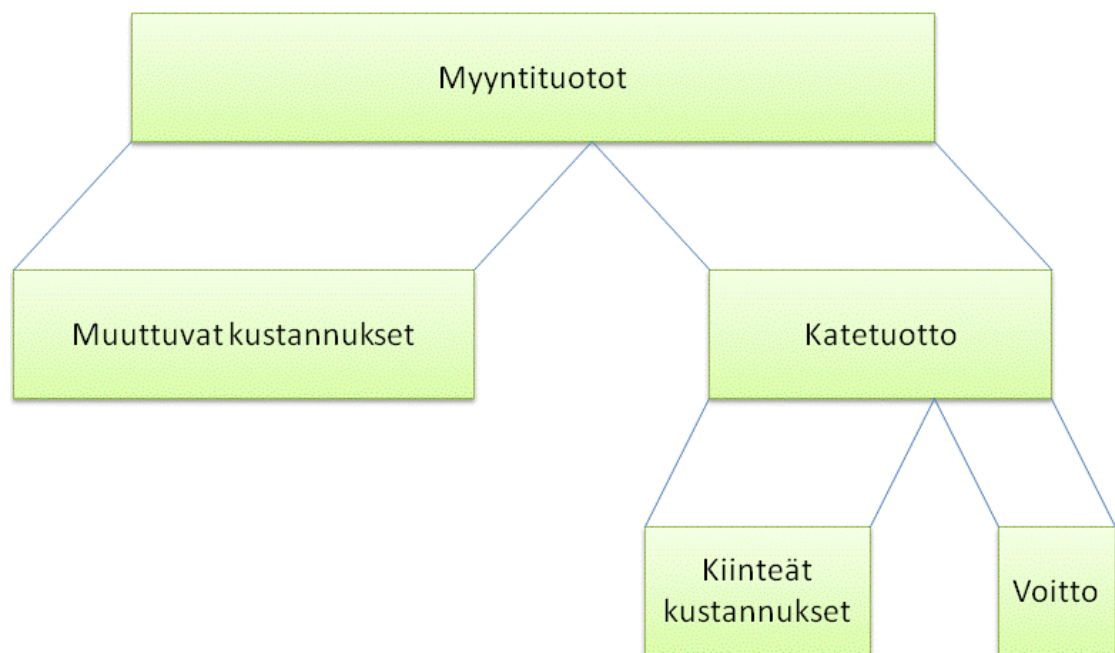 Myyntituotot
Muuttuvat kustannukset
Katetuotto
Kiinteät
kustannukset
Voitto